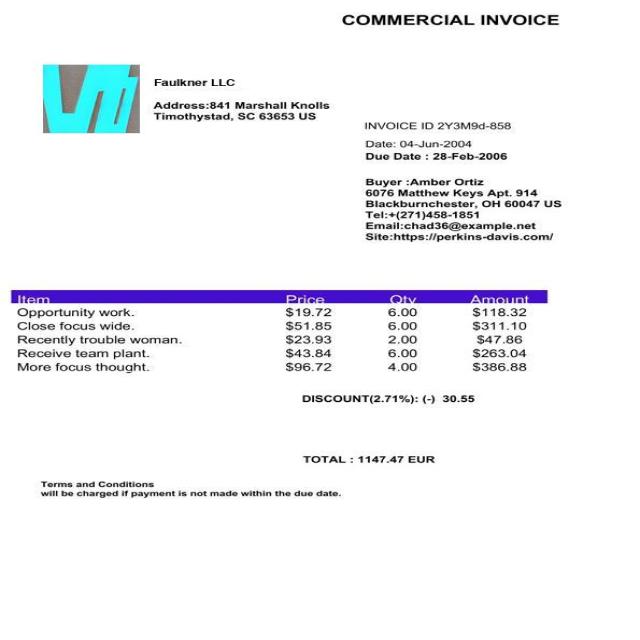 COMMERCIAL INVOICE
Faulkner LLC
Address:841 Marshall Knolls
Timothystad, SC 63653 US
INVOICE ID 2Y3M9d-858
Date: 04-Jun-2004
Due Date : 28-Feb-2006
Buyer :Amber Ortiz
6076 Matthew Keys Apt. 914
Blackburnchester, OH 60047 US
Tel:+(271)458-1851
Email:chad36@example.net
Site:https://perkins-davis.com/
Item Price Qty Amount
Opportunity work. $19.72 6.00 $118.32
Close focus wide. $51.85 6.00 $311.10
Recently trouble woman. $23.93 2.00 $47.86
Receive team plant. $43.84 6.00 $263.04
More focus thought. $96.72 4.00 $386.88
DISCOUNT(2.71%): (-) 30.55
TOTAL : 1147.47 EUR
Terms and Conditions
will be charged if payment is not made within the due date.